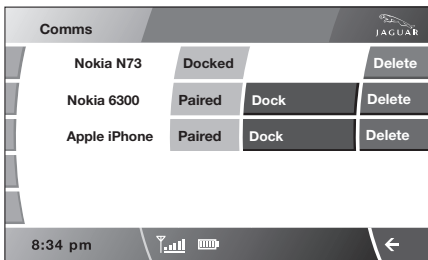 Comms
JAGUAR
Nokia N73 Docked Delete
Nokia 6300 Paired Dock Delete
Apple iPhone Paired Dock Delete
8:34 pm